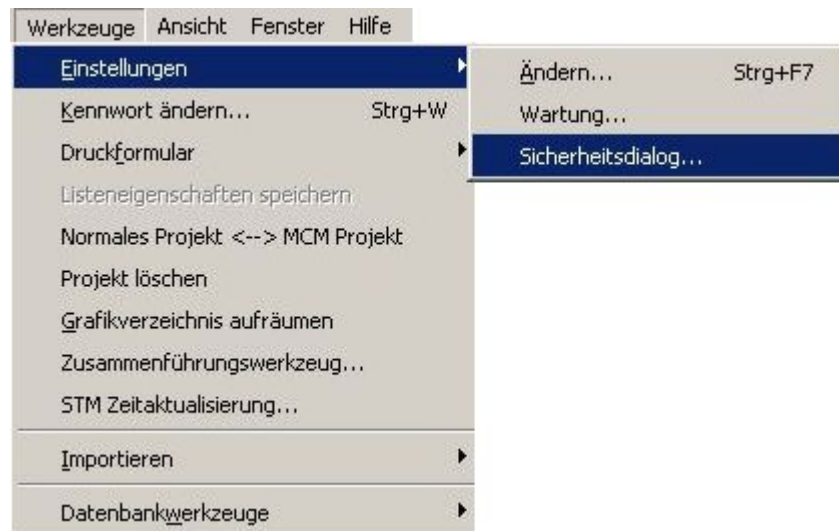 Werkzeuge Ansicht Fenster Hilfe
Einstellungen
Ändern... Strg+F7
Kennwort ändern... Strg+W
Wartung...
Druckformular
Sicherheitsdialog...
Listeneigenschaften speichern
Normales Projekt <--> MCM Projekt
Projekt löschen
Grafikverzeichnis aufräumen
Zusammenführungswerkzeug...
STM Zeitaktualisierung...
Importieren
Datenbankwerkzeuge